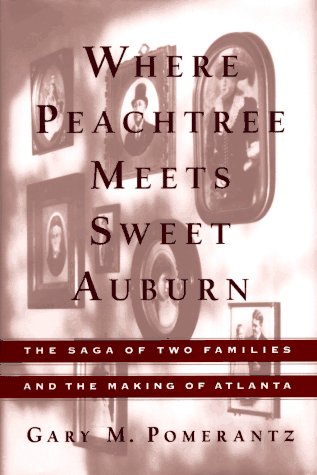 WHERE
PEACHTREE
MEETS
SWEET
AUBURN
THE SAGA OF TWO FAMILIES
AND THE MAKING OF ATLANTA
GARY M. POMERANTZ